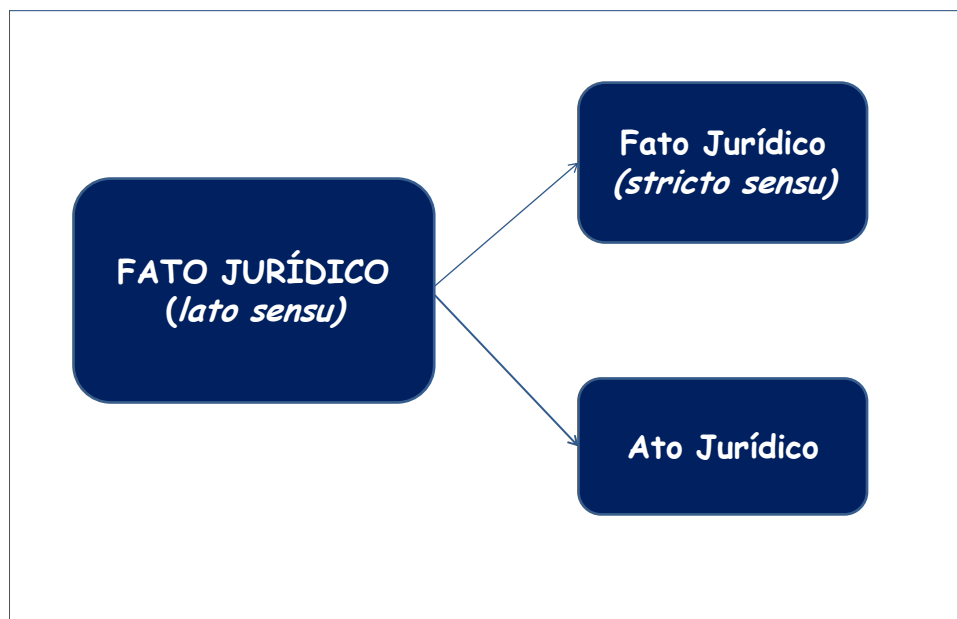 FATO JURÍDICO
(lato sensu)
Fato Jurídico
(stricto sensu)
Ato Jurídico